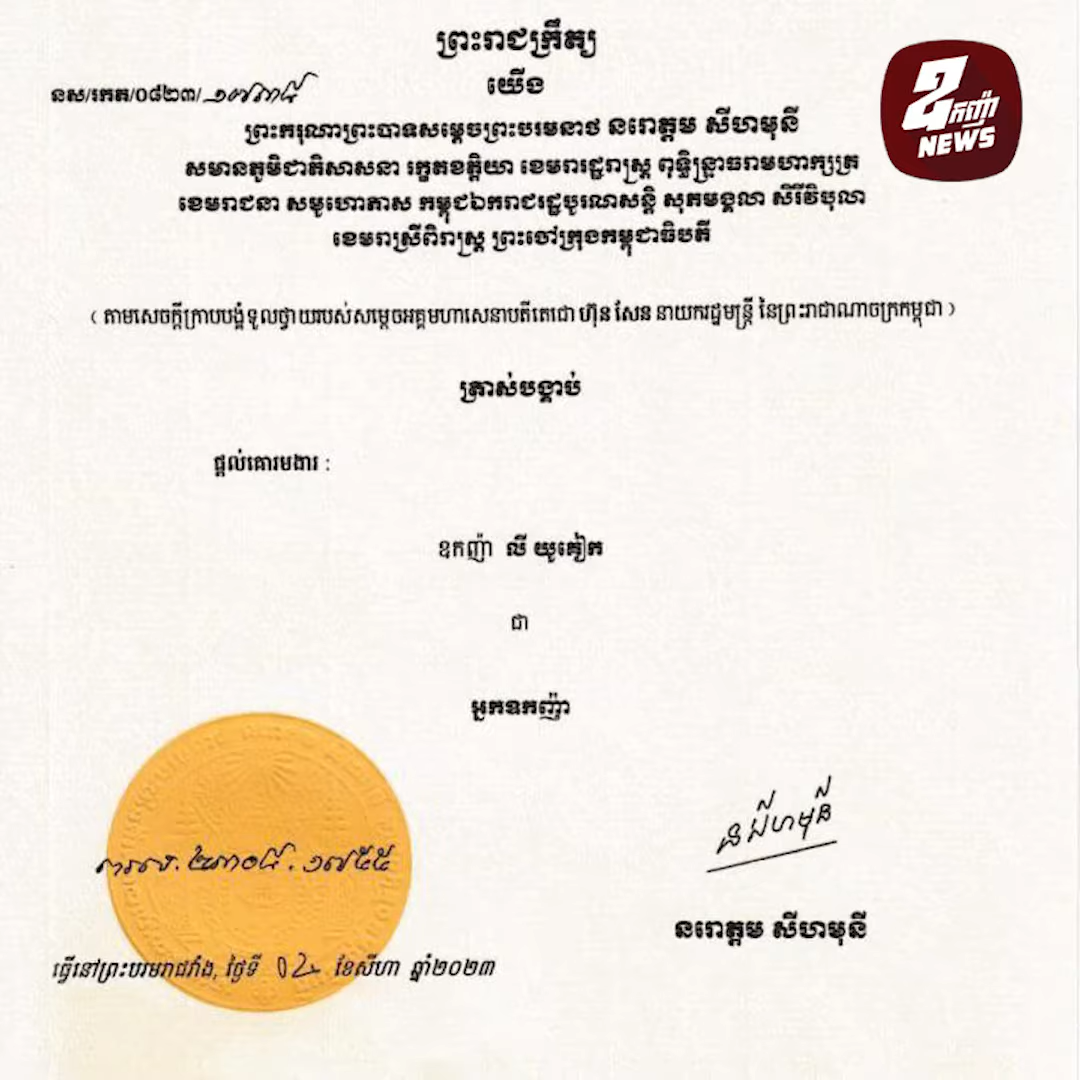 ព្រះរាជក្រឹត្យ
ឧកញ៉ា
NEWS
យើង
នស/រកត/០៨២៣/
ព្រះករុណាព្រះបាទសម្តេចព្រះបរមនាថ នរោត្តម សីហមុនី
សមានភូមិជាតិសាសនា រក្ខតខត្តិយា ខេមរារដ្ឋរាស្ត្រ ពុទ្ធិន្ទ្រាធរាមហាក្សត្រ
ខេមរាជនា សមូហោភាស កម្ពុជឯករាជរដ្ឋបូរណសន្តិ សុភមង្គលា សិរីវិបុលា
ខេមរាស្រីពិរាស្ត្រ ព្រះចៅក្រុងកម្ពុជាធិបតី
( តាមសេចក្តីក្រាបបង្គំទូលថ្វាយរបស់សម្តេចអគ្គមហាសេនាបតីតេជោ ហ៊ុន សែន នាយករដ្ឋមន្ត្រី នៃព្រះរាជាណាចក្រកម្ពុជា )
ត្រាស់បង្គាប់
ផ្តល់គោរមងារ :
ឧកញ៉ា លី យូគៀក
ជា
អ្នកឧកញ៉ា
ន សីហមុនី
នរោត្តម សីហមុនី
ធ្វើនៅព្រះបរមរាជវាំង, ថ្ងៃទី ០២ ខែសីហា ឆ្នាំ២០២៣